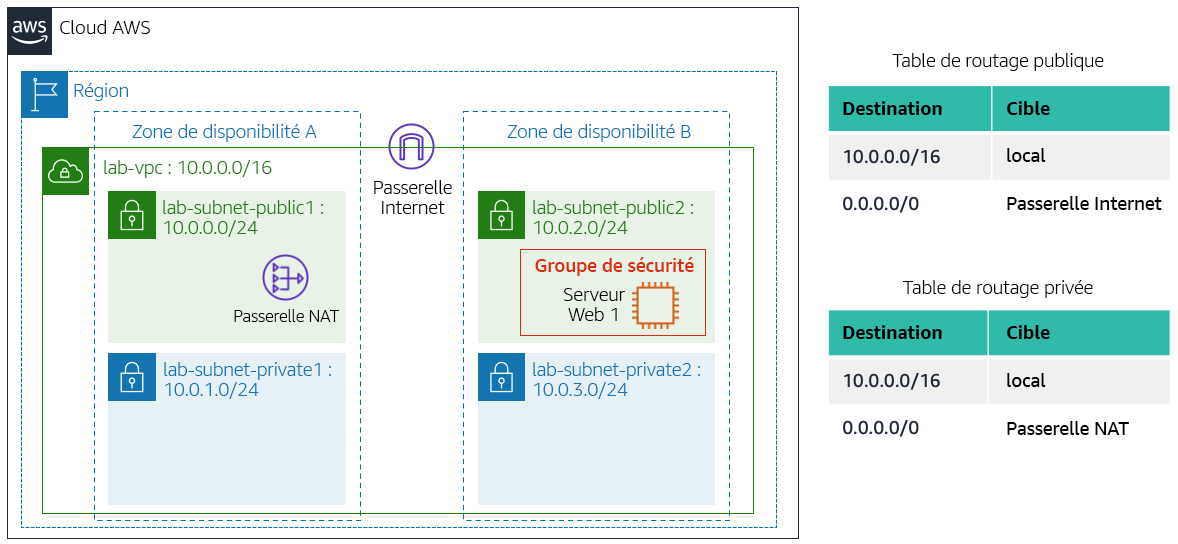 aws
Cloud AWS
Région
Zone de disponibilité A
Zone de disponibilité B
lab-vpc : 10.0.0.0/16
Passerelle
Internet
lab-subnet-public1 :
10.0.0.0/24
Passerelle NAT
lab-subnet-public2 :
10.0.2.0/24
Groupe de sécurité
Serveur
Web 1
lab-subnet-private1 :
10.0.1.0/24
lab-subnet-private2 :
10.0.3.0/24
Table de routage publique
Destination Cible
10.0.0.0/16 local
0.0.0.0/0 Passerelle Internet
Table de routage privée
Destination Cible
10.0.0.0/16 local
0.0.0.0/0 Passerelle NAT